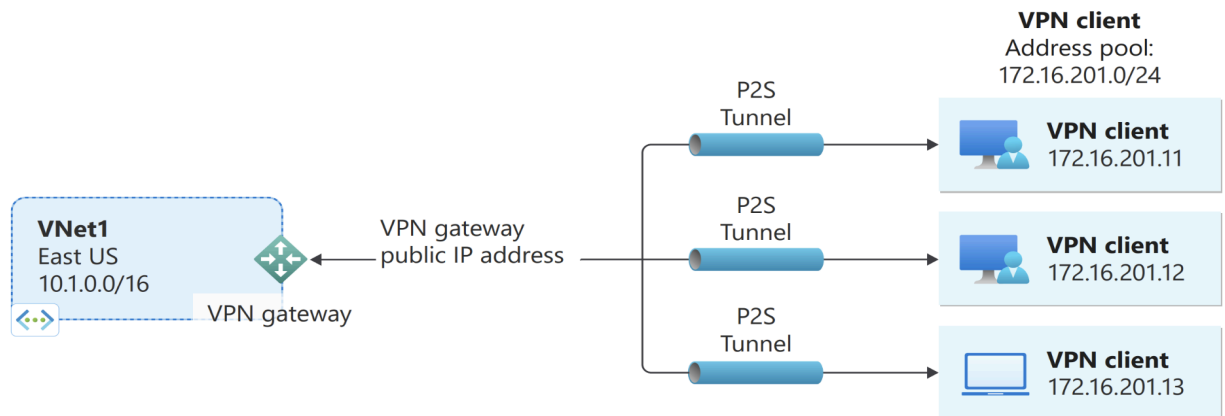 VPN client
Address pool:
172.16.201.0/24
P2S
Tunnel
VPN client
172.16.201.11
VNet1
East US
10.1.0.0/16
VPN gateway
VPN gateway
public IP address
P2S
Tunnel
VPN client
172.16.201.12
P2S
Tunnel
VPN client
172.16.201.13